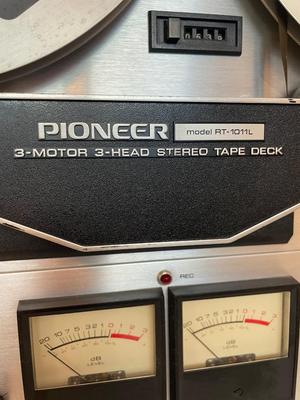 0636
PIONEER model RT-1011L
3-MOTOR 3-HEAD STEREO TAPE DECK
REC
20 10 7 5 3 2 1 0 1 2 3
dB
LEVEL
20 10 7 5 3 2 1 0 1 2 3
dB
LEVEL